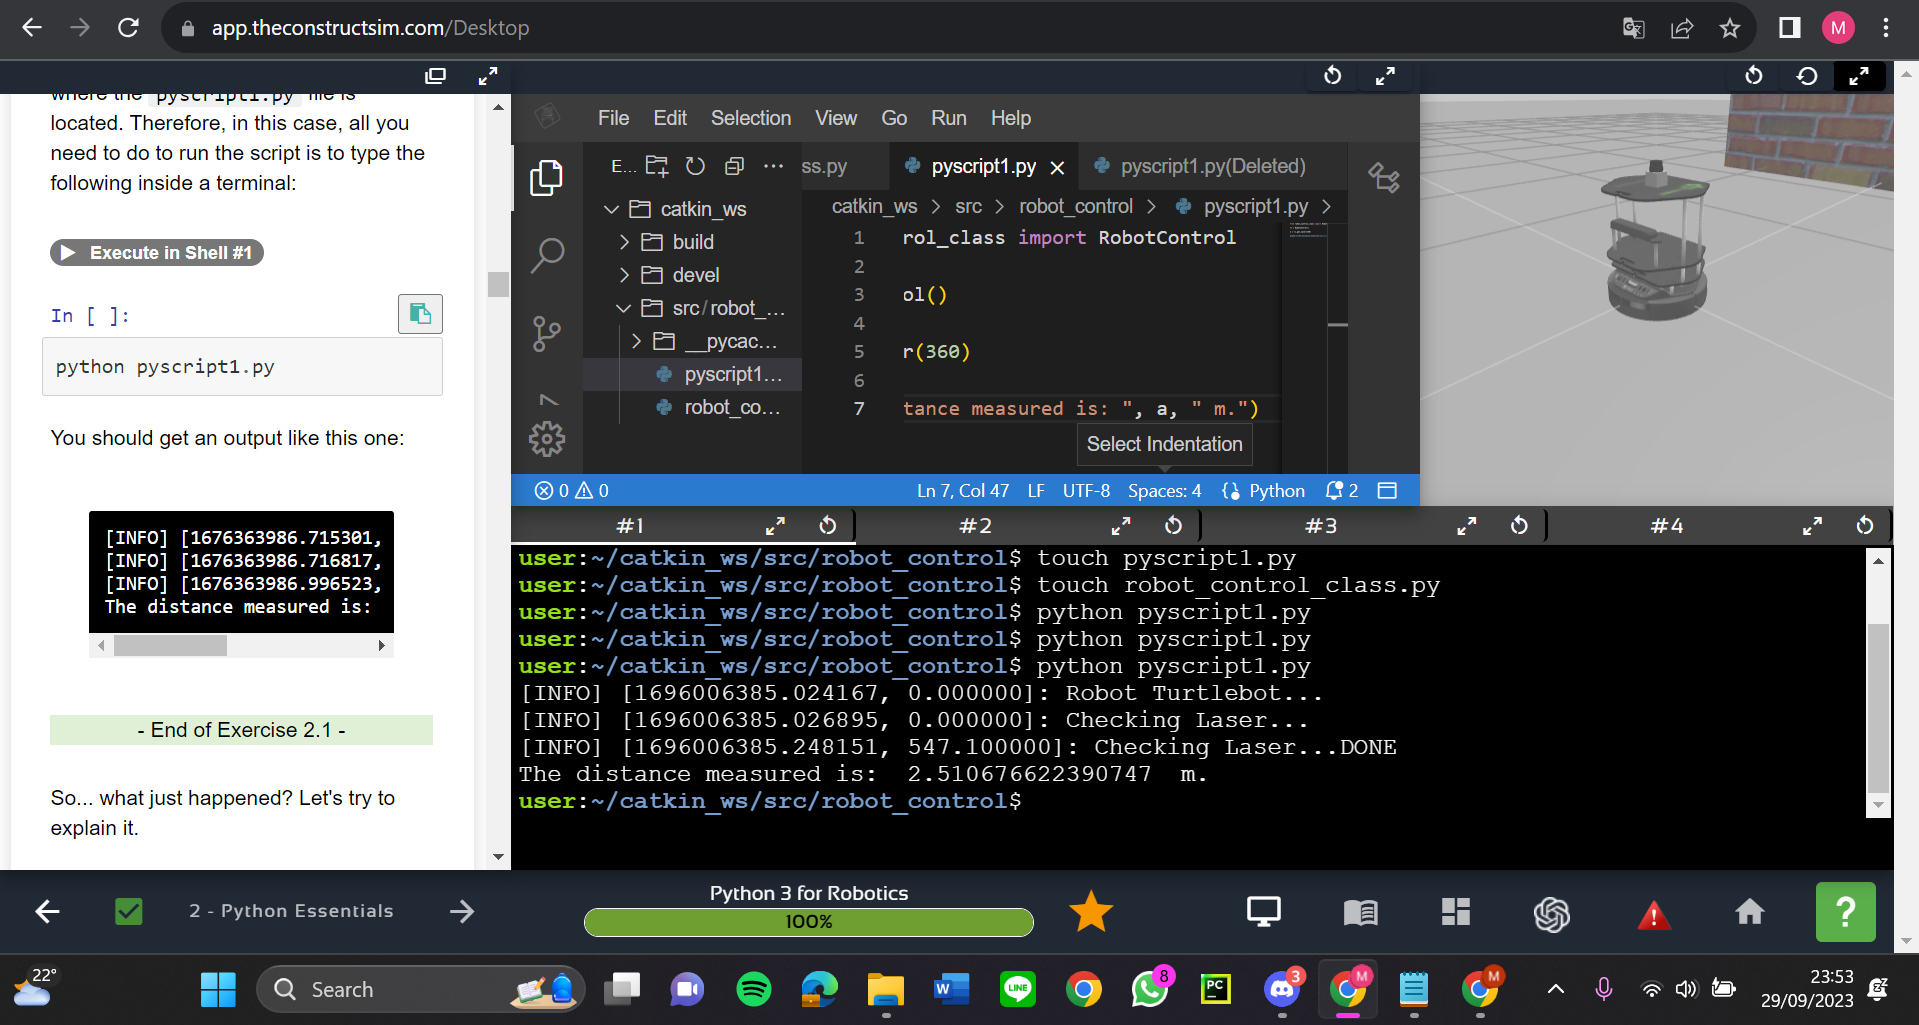 app.theconstructsim.com/Desktop
M
where the pyscript1.py file is
located. Therefore, in this case, all you
need to do to run the script is to type the
following inside a terminal:
Execute in Shell #1
In [ ]:
python pyscript1.py
You should get an output like this one:
[INFO] [1676363986.715301,
[INFO] [1676363986.716817,
[INFO] [1676363986.996523,
The distance measured is:
- End of Exercise 2.1 -
So... what just happened? Let's try to
explain it.
File Edit Selection View Go Run Help
E...
ss.py
pyscript1.py
pyscript1.py(Deleted)
catkin_ws
build
devel
src/robot_...
__pycac...
pyscript1...
robot_co...
catkin_ws > src > robot_control > pyscript1.py >
1 rol_class import RobotControl
2
3 ol()
4
5 r(360)
6
7 tance measured is: ", a, " m.")
Select Indentation
0 0 Ln 7, Col 47 LF UTF-8 Spaces: 4 Python 2
#1 #2 #3 #4
user:~/catkin_ws/src/robot_control$ touch pyscript1.py
user:~/catkin_ws/src/robot_control$ touch robot_control_class.py
user:~/catkin_ws/src/robot_control$ python pyscript1.py
user:~/catkin_ws/src/robot_control$ python pyscript1.py
user:~/catkin_ws/src/robot_control$ python pyscript1.py
[INFO] [1696006385.024167, 0.000000]: Robot Turtlebot...
[INFO] [1696006385.026895, 0.000000]: Checking Laser...
[INFO] [1696006385.248151, 547.100000]: Checking Laser...DONE
The distance measured is:  2.510676622390747  m.
user:~/catkin_ws/src/robot_control$
2 - Python Essentials
Python 3 for Robotics
100%
?
22°
Search
W
LINE
8
PC
3
M
M
23:53
29/09/2023